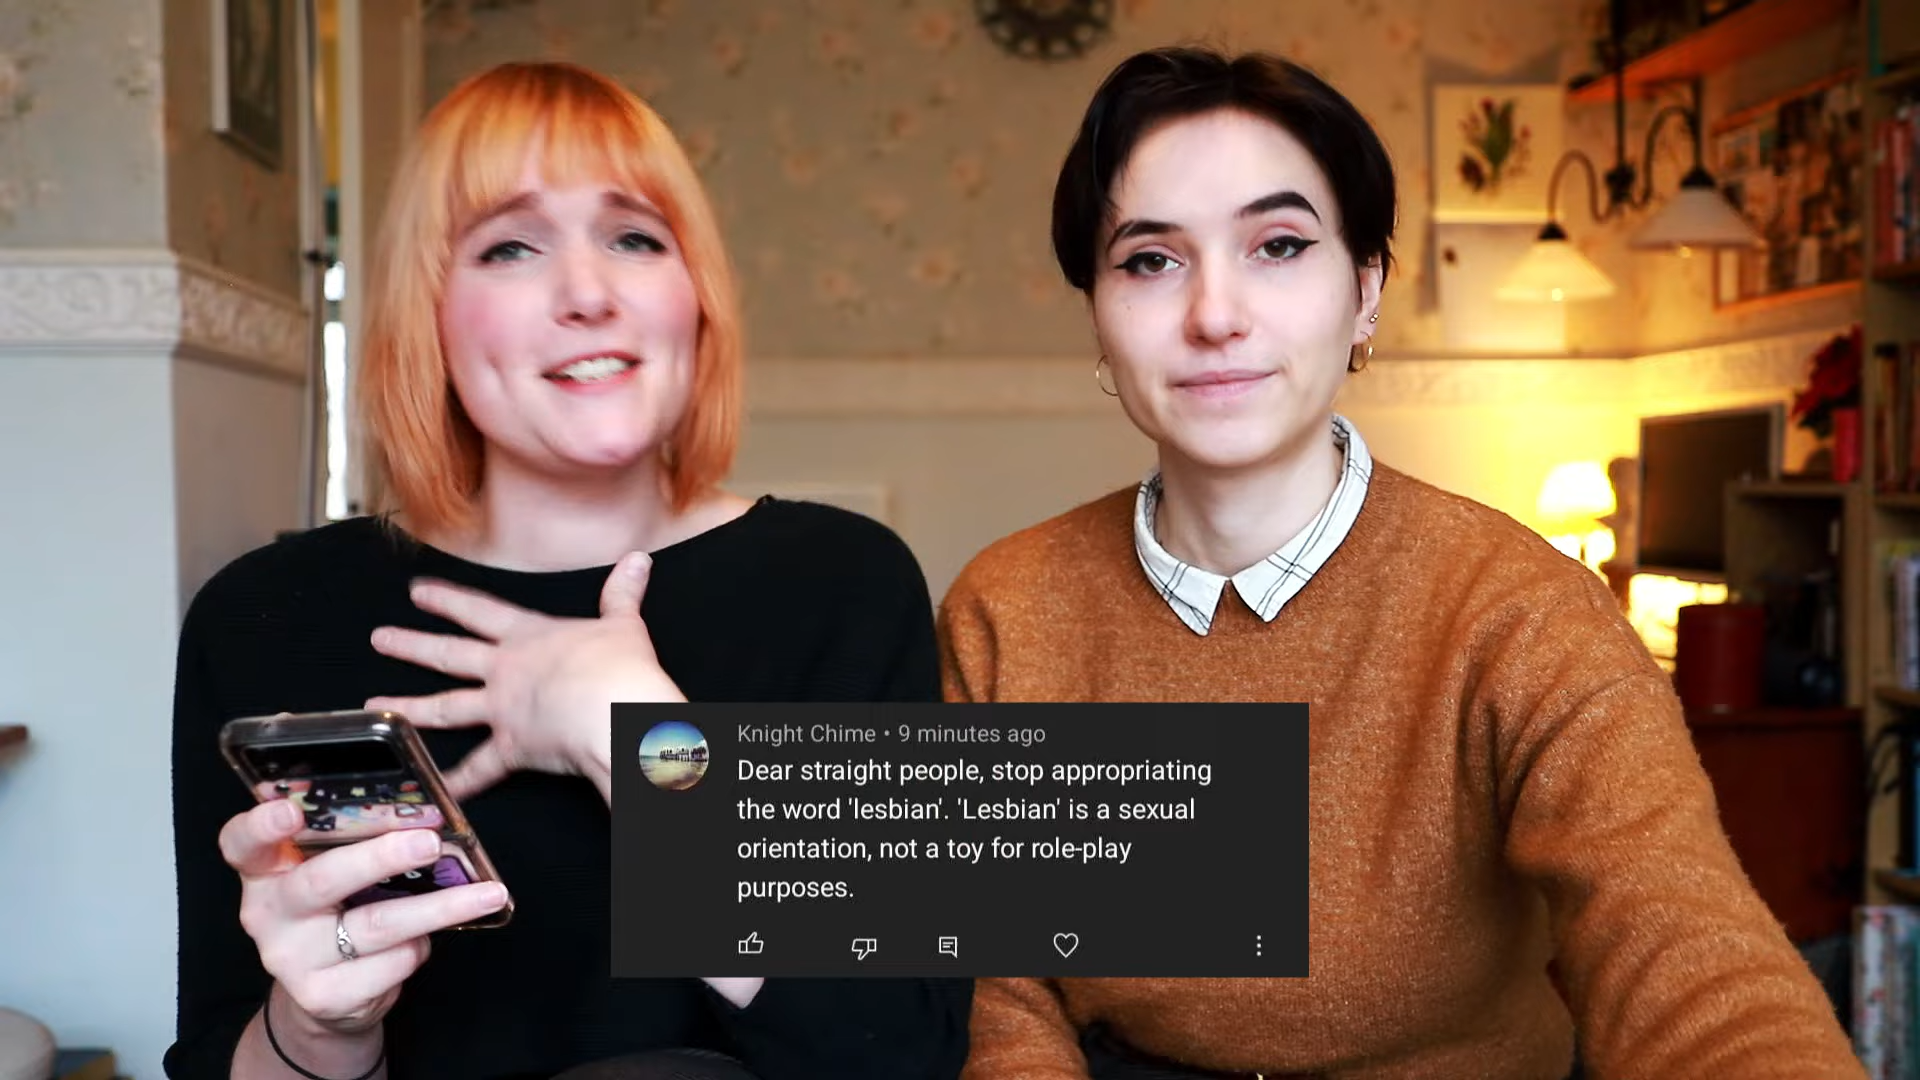 Knight Chime • 9 minutes ago
Dear straight people, stop appropriating
the word 'lesbian'. 'Lesbian' is a sexual
orientation, not a toy for role-play
purposes.